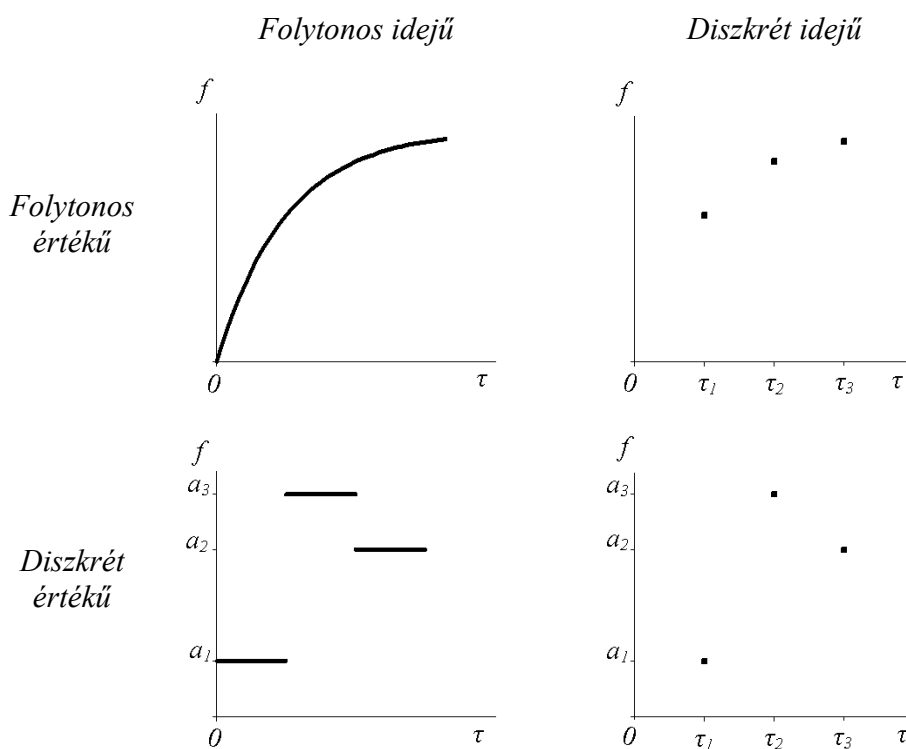 Folytonos idejű
Diszkrét idejű
Folytonos
értékű
f
0
τ
f
0
τ₁
τ₂
τ₃
τ
Diszkrét
értékű
f
a₃
a₂
a₁
0
τ
f
a₃
a₂
a₁
0
τ₁
τ₂
τ₃
τ